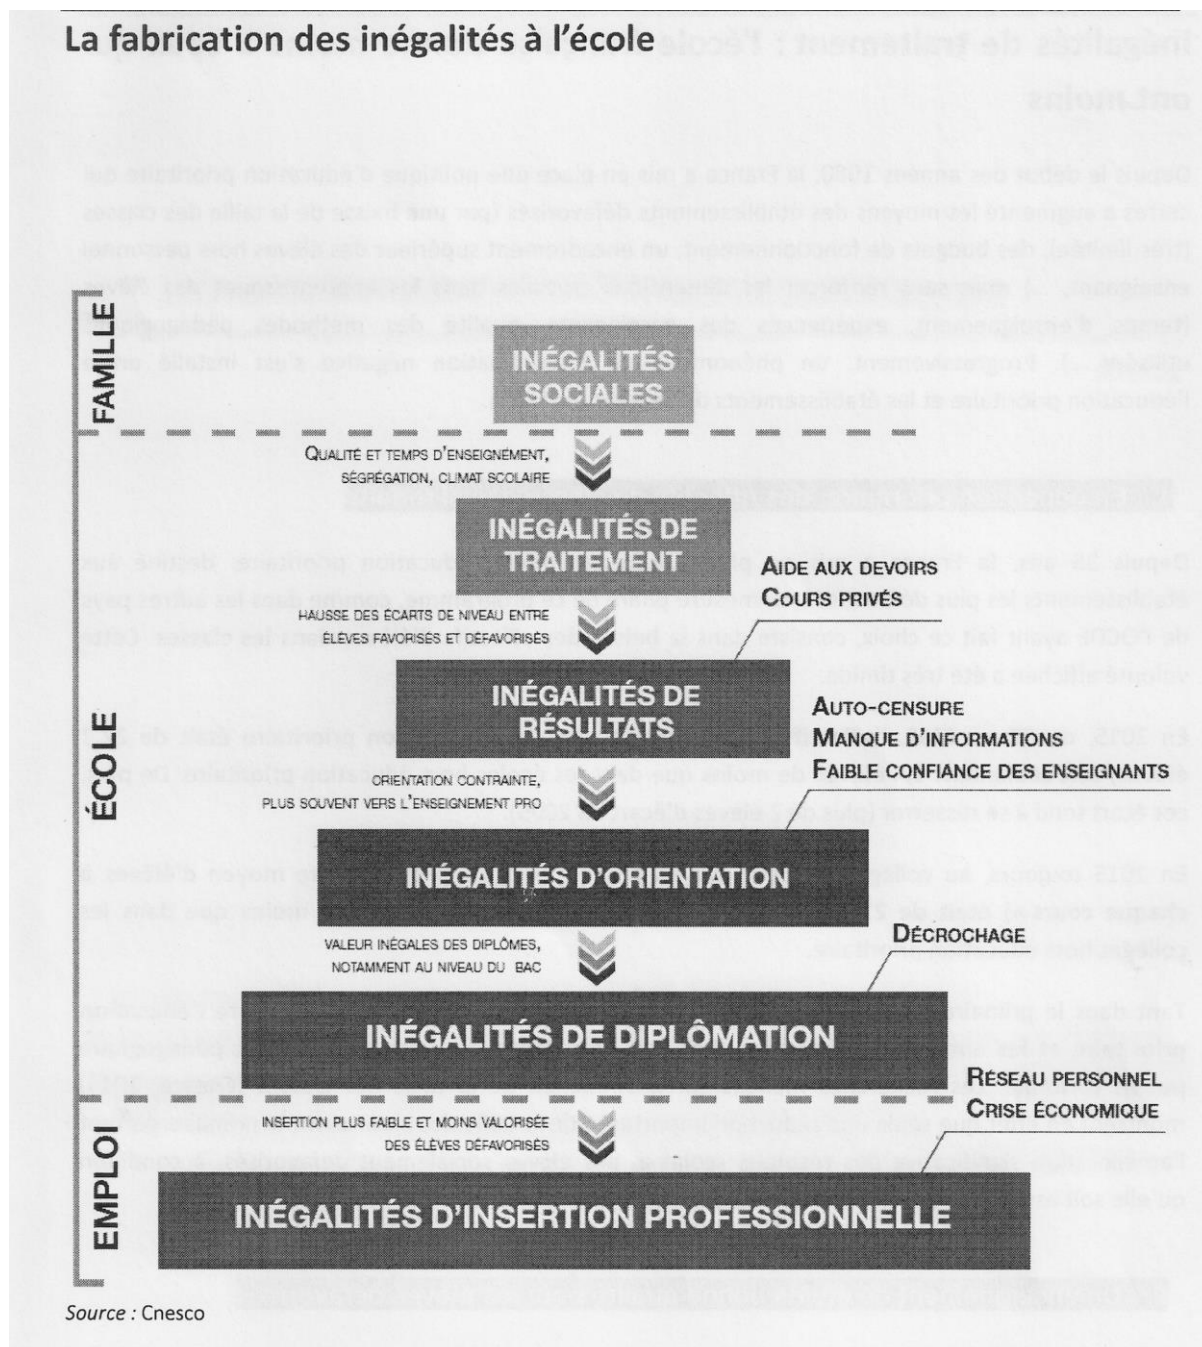 La fabrication des inégalités à l'école
FAMILLE
INÉGALITÉS
SOCIALES
QUALITÉ ET TEMPS D'ENSEIGNEMENT,
SÉGRÉGATION, CLIMAT SCOLAIRE
ÉCOLE
INÉGALITÉS DE
TRAITEMENT
AIDE AUX DEVOIRS
COURS PRIVÉS
HAUSSE DES ECARTS DE NIVEAU ENTRE
ÉLÈVES FAVORISÉS ET DÉFAVORISÉS
INÉGALITÉS DE
RÉSULTATS
AUTO-CENSURE
MANQUE D'INFORMATIONS
FAIBLE CONFIANCE DES ENSEIGNANTS
ORIENTATION CONTRAINTE,
PLUS SOUVENT VERS L'ENSEIGNEMENT PRO
INÉGALITÉS D'ORIENTATION
DÉCROCHAGE
VALEUR INÉGALES DES DIPLÔMES,
NOTAMMENT AU NIVEAU DU BAC
INÉGALITÉS DE DIPLÔMATION
RÉSEAU PERSONNEL
CRISE ÉCONOMIQUE
EMPLOI
INSERTION PLUS FAIBLE ET MOINS VALORISÉE
DES ÉLÈVES DÉFAVORISÉS
INÉGALITÉS D'INSERTION PROFESSIONNELLE
Source : Cnesco